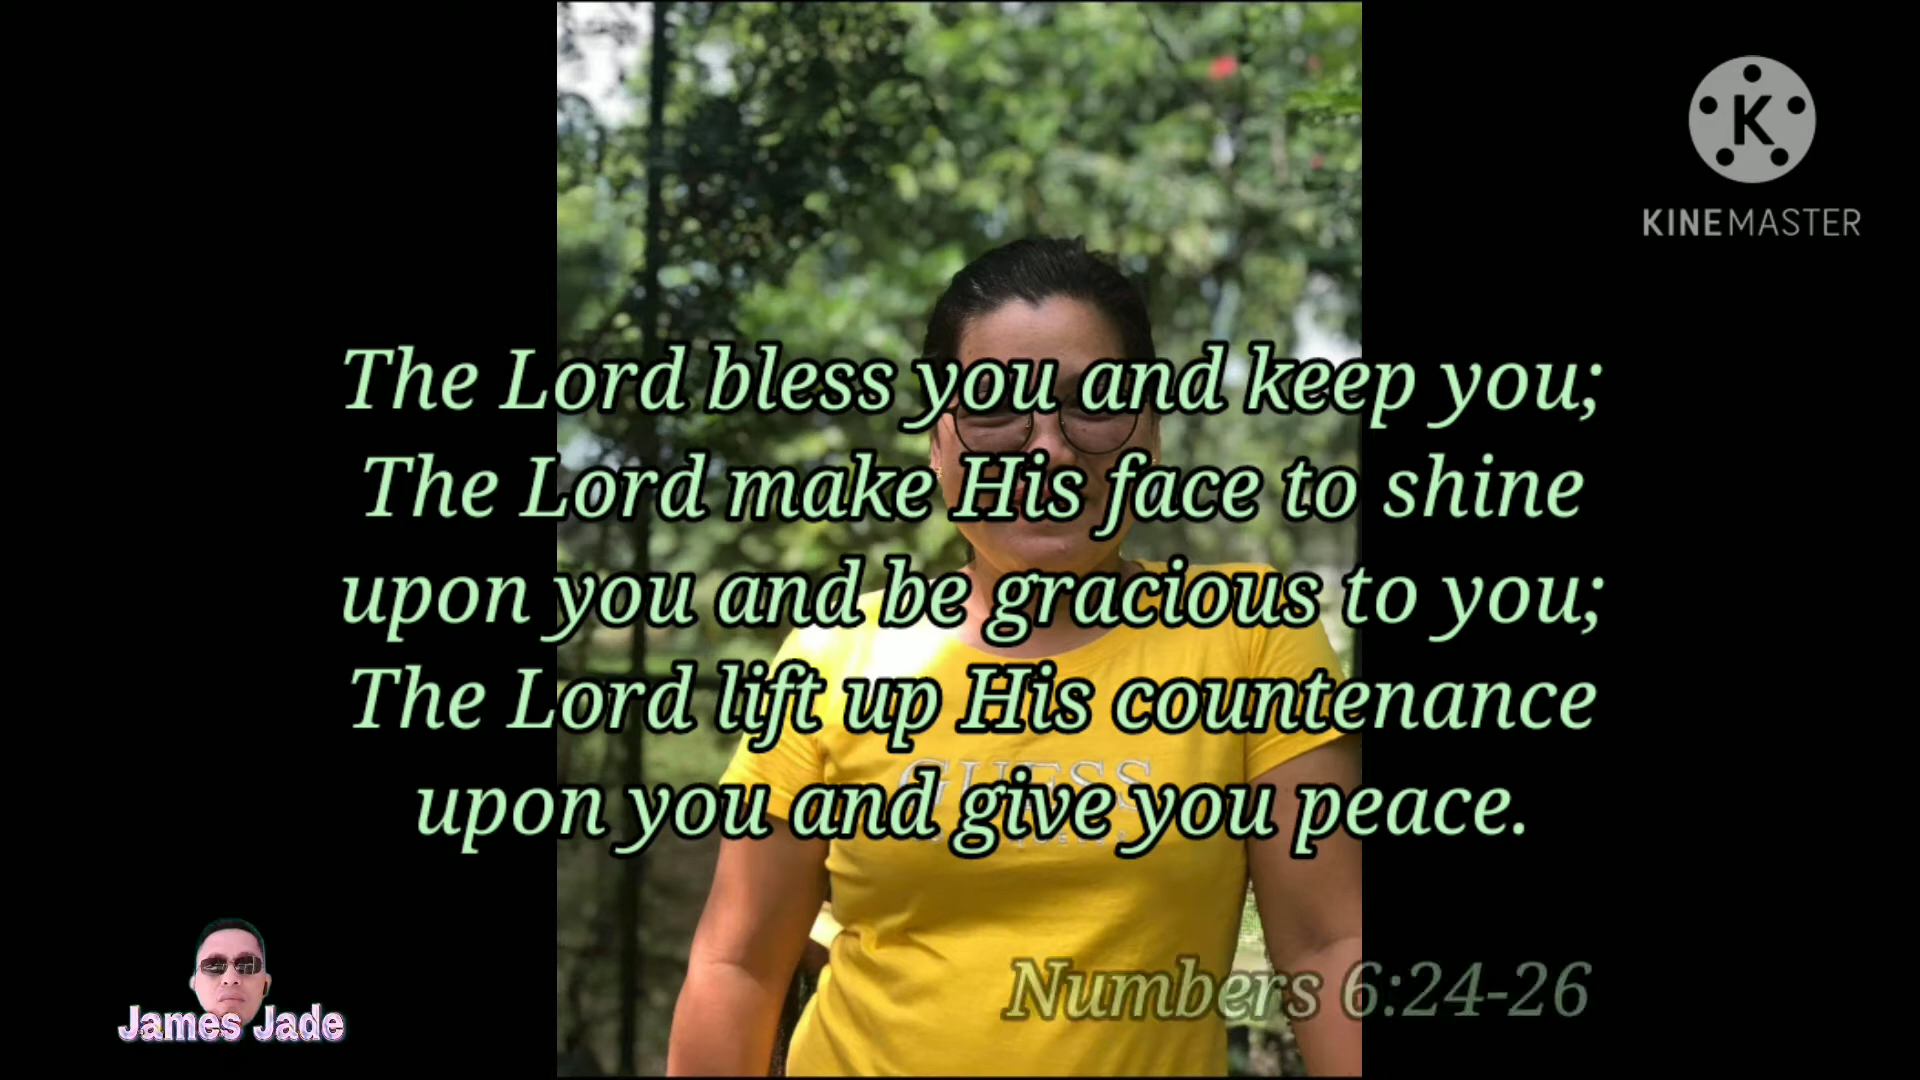 K
KINEMASTER
The Lord bless you and keep you;
The Lord make His face to shine
upon you and be gracious to you;
The Lord lift up His countenance
GUESS
upon you and give you peace.
Numbers 6:24-26
James Jade